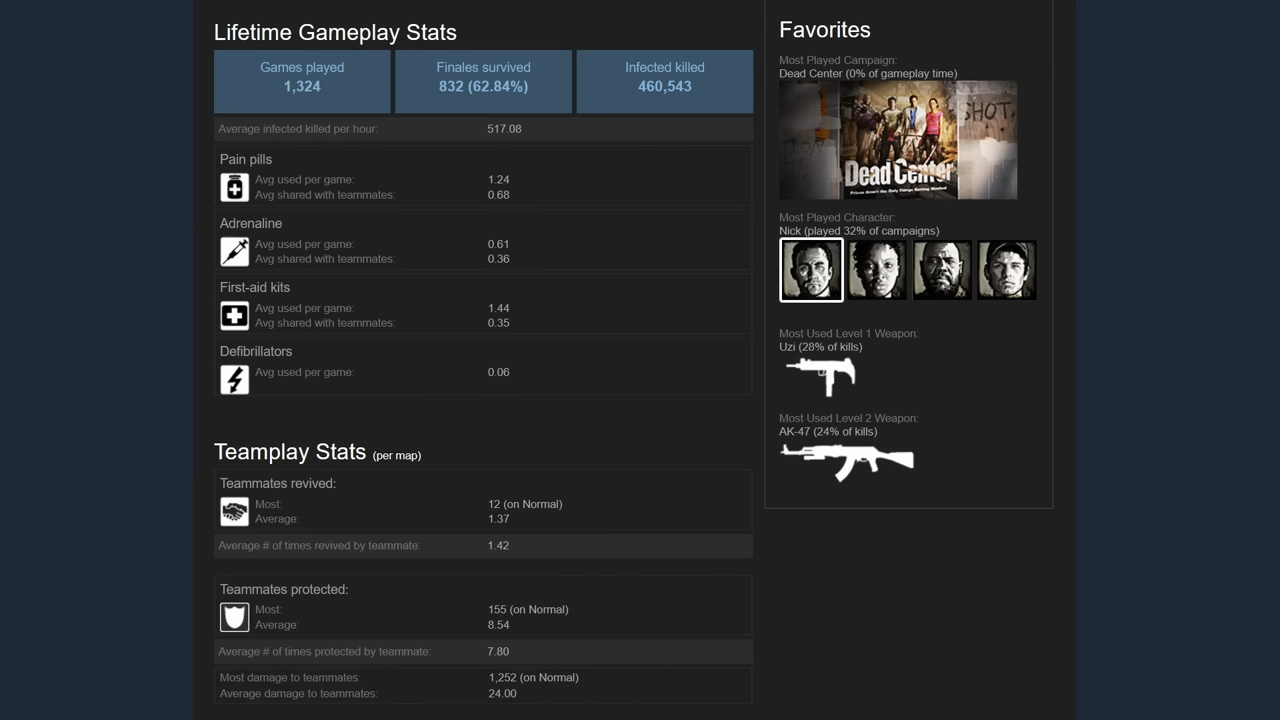 Lifetime Gameplay Stats
Games played
1,324
Finales survived
832 (62.84%)
Infected killed
460,543
Average infected killed per hour: 517.08
Pain pills
Avg used per game: 1.24
Avg shared with teammates: 0.68
Adrenaline
Avg used per game: 0.61
Avg shared with teammates: 0.36
First-aid kits
Avg used per game: 1.44
Avg shared with teammates: 0.35
Defibrillators
Avg used per game: 0.06
Teamplay Stats (per map)
Teammates revived:
Most: 12 (on Normal)
Average: 1.37
Average # of times revived by teammate: 1.42
Teammates protected:
Most: 155 (on Normal)
Average: 8.54
Average # of times protected by teammate: 7.80
Most damage to teammates: 1,252 (on Normal)
Average damage to teammates: 24.00
Favorites
Most Played Campaign:
Dead Center (0% of gameplay time)
SHOT.
Dead Center
Prices Aren't the Only Things Getting Slashed
Most Played Character:
Nick (played 32% of campaigns)
Most Used Level 1 Weapon:
Uzi (28% of kills)
Most Used Level 2 Weapon:
AK-47 (24% of kills)